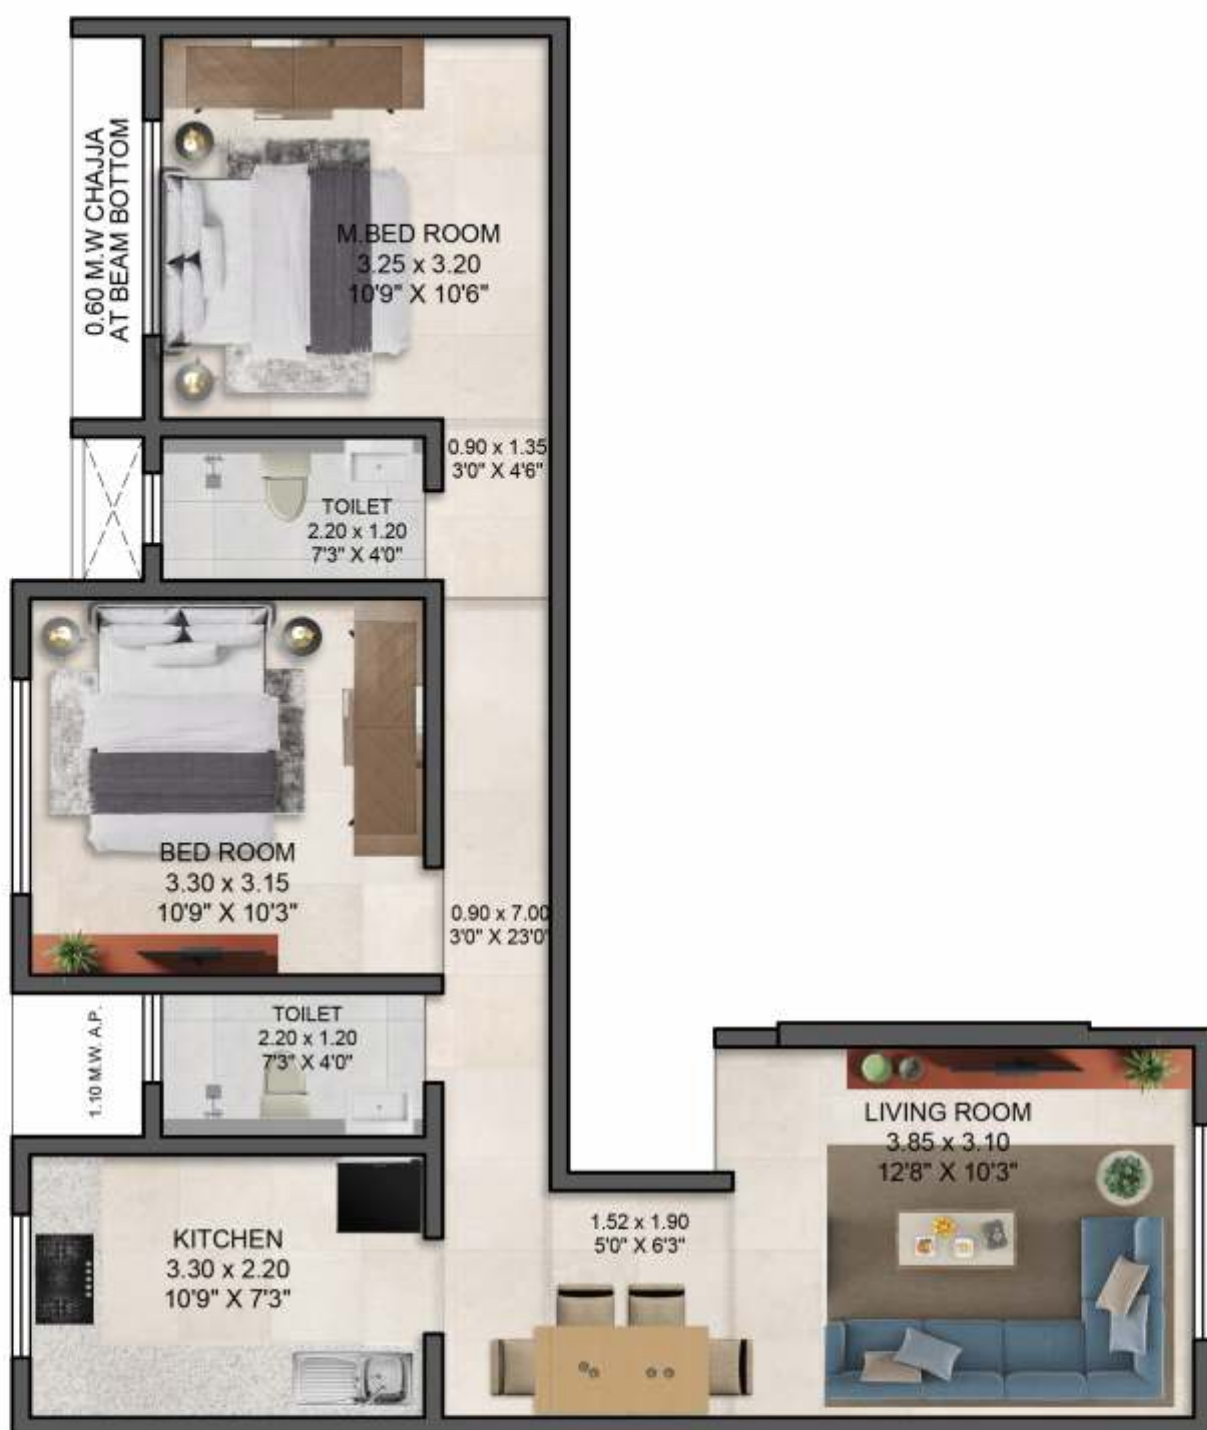 0.60 M.W CHAJJA
AT BEAM BOTTOM
M.BED ROOM
3.25 x 3.20
10'9" X 10'6"
0.90 x 1.35
3'0" X 4'6"
TOILET
2.20 x 1.20
7'3" X 4'0"
BED ROOM
3.30 x 3.15
10'9" X 10'3"
0.90 x 7.00
3'0" X 23'0"
1.10 M.W. A.P.
TOILET
2.20 x 1.20
7'3" X 4'0"
LIVING ROOM
3.85 x 3.10
12'8" X 10'3"
1.52 x 1.90
5'0" X 6'3"
KITCHEN
3.30 x 2.20
10'9" X 7'3"